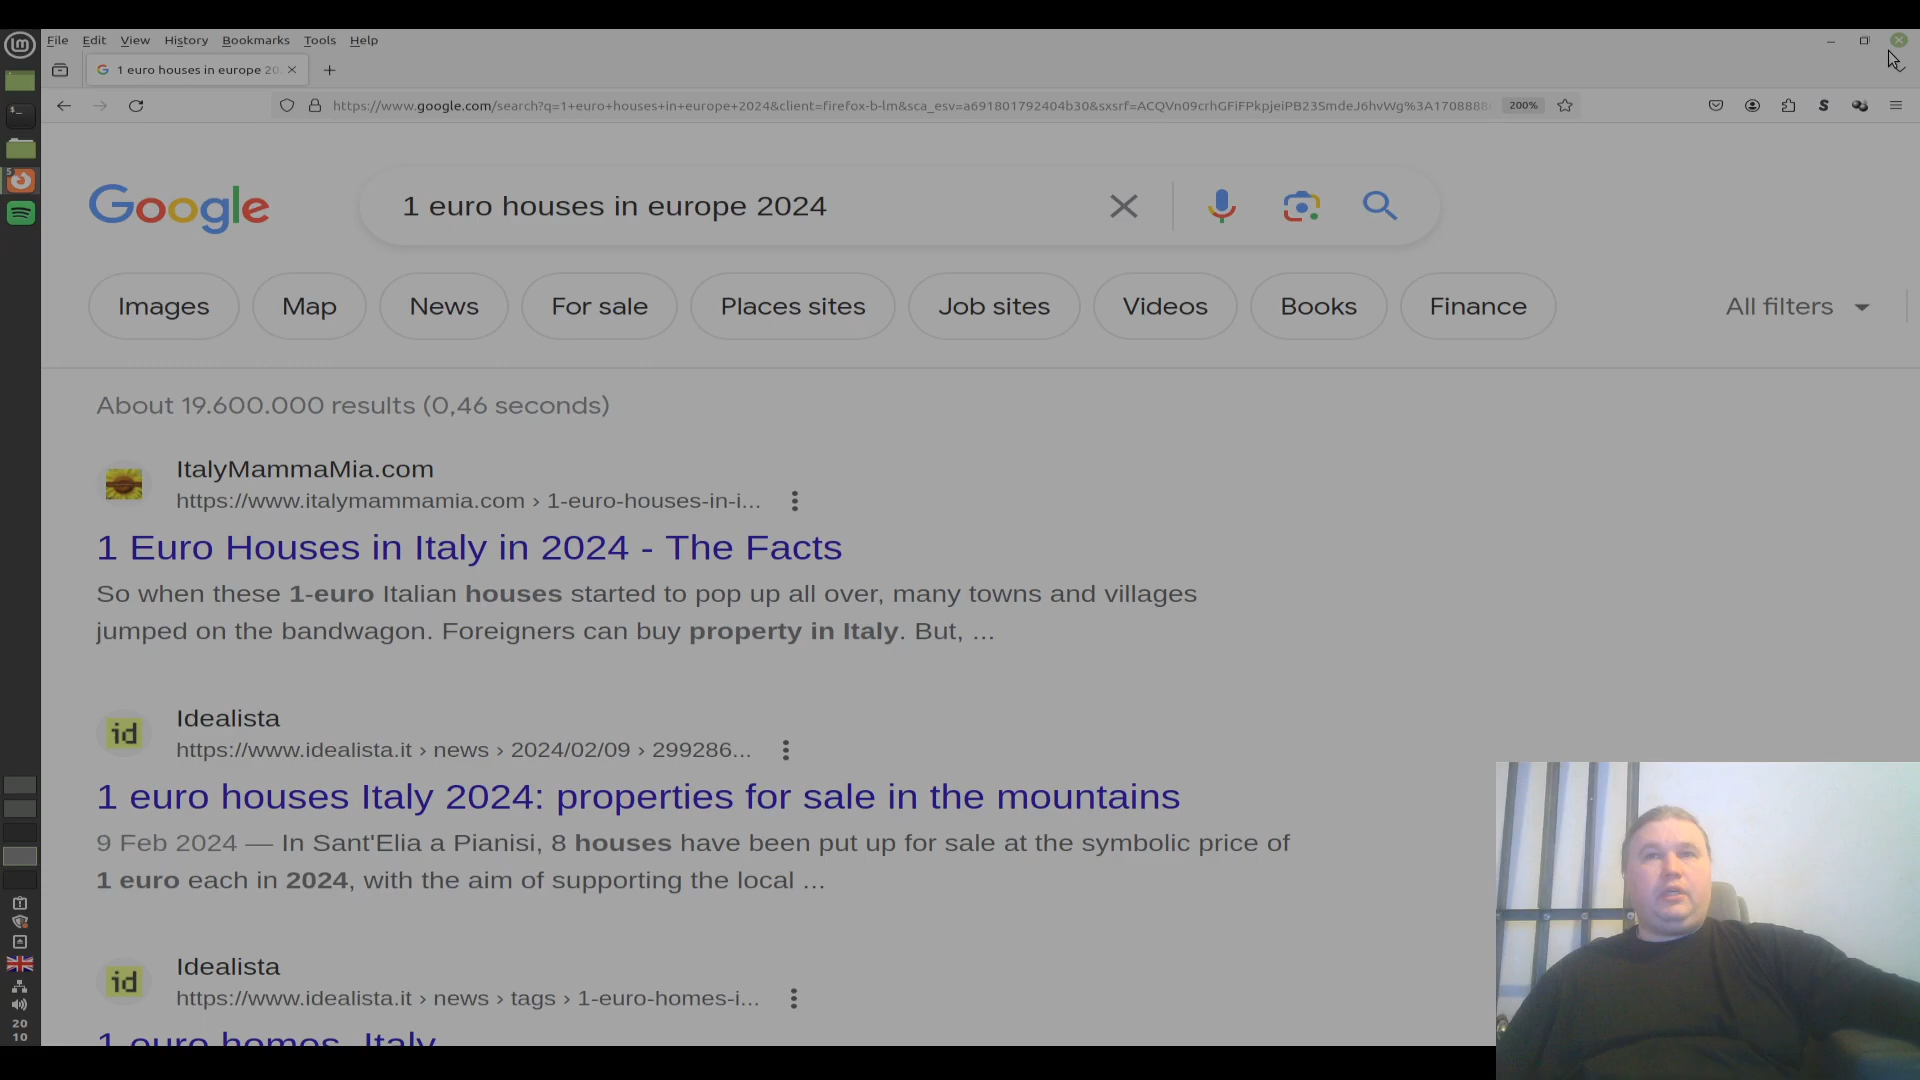 File Edit View History Bookmarks Tools Help
1 euro houses in europe 20
https://www.google.com/search?q=1+euro+houses+in+europe+2024&client=firefox-b-lm&sca_esv=a691801792404b30&sxsrf=ACQVn09crhGFiFPkpjeiPB23SmdeJ6hvWg%3A1708888 200%
Google 1 euro houses in europe 2024
Images Map News For sale Places sites Job sites Videos Books Finance All filters
About 19.600.000 results (0,46 seconds)
ItalyMammaMia.com
https://www.italymammamia.com › 1-euro-houses-in-i...
1 Euro Houses in Italy in 2024 - The Facts
So when these 1-euro Italian houses started to pop up all over, many towns and villages
jumped on the bandwagon. Foreigners can buy property in Italy. But, ...
id Idealista
https://www.idealista.it › news › 2024/02/09 › 299286...
1 euro houses Italy 2024: properties for sale in the mountains
9 Feb 2024 — In Sant'Elia a Pianisi, 8 houses have been put up for sale at the symbolic price of
1 euro each in 2024, with the aim of supporting the local ...
id Idealista
https://www.idealista.it › news › tags › 1-euro-homes-i...
1 euro homes, Italy
20
10